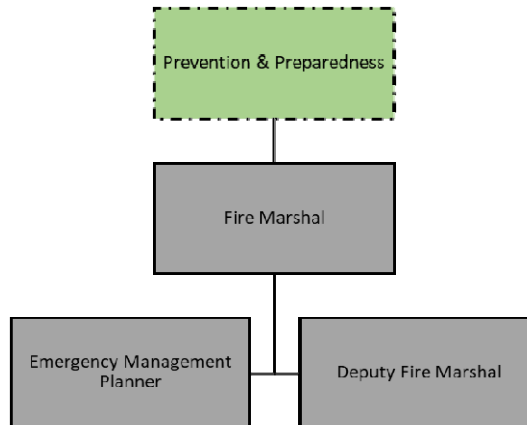 Prevention & Preparedness
Fire Marshal
Emergency Management
Planner
Deputy Fire Marshal